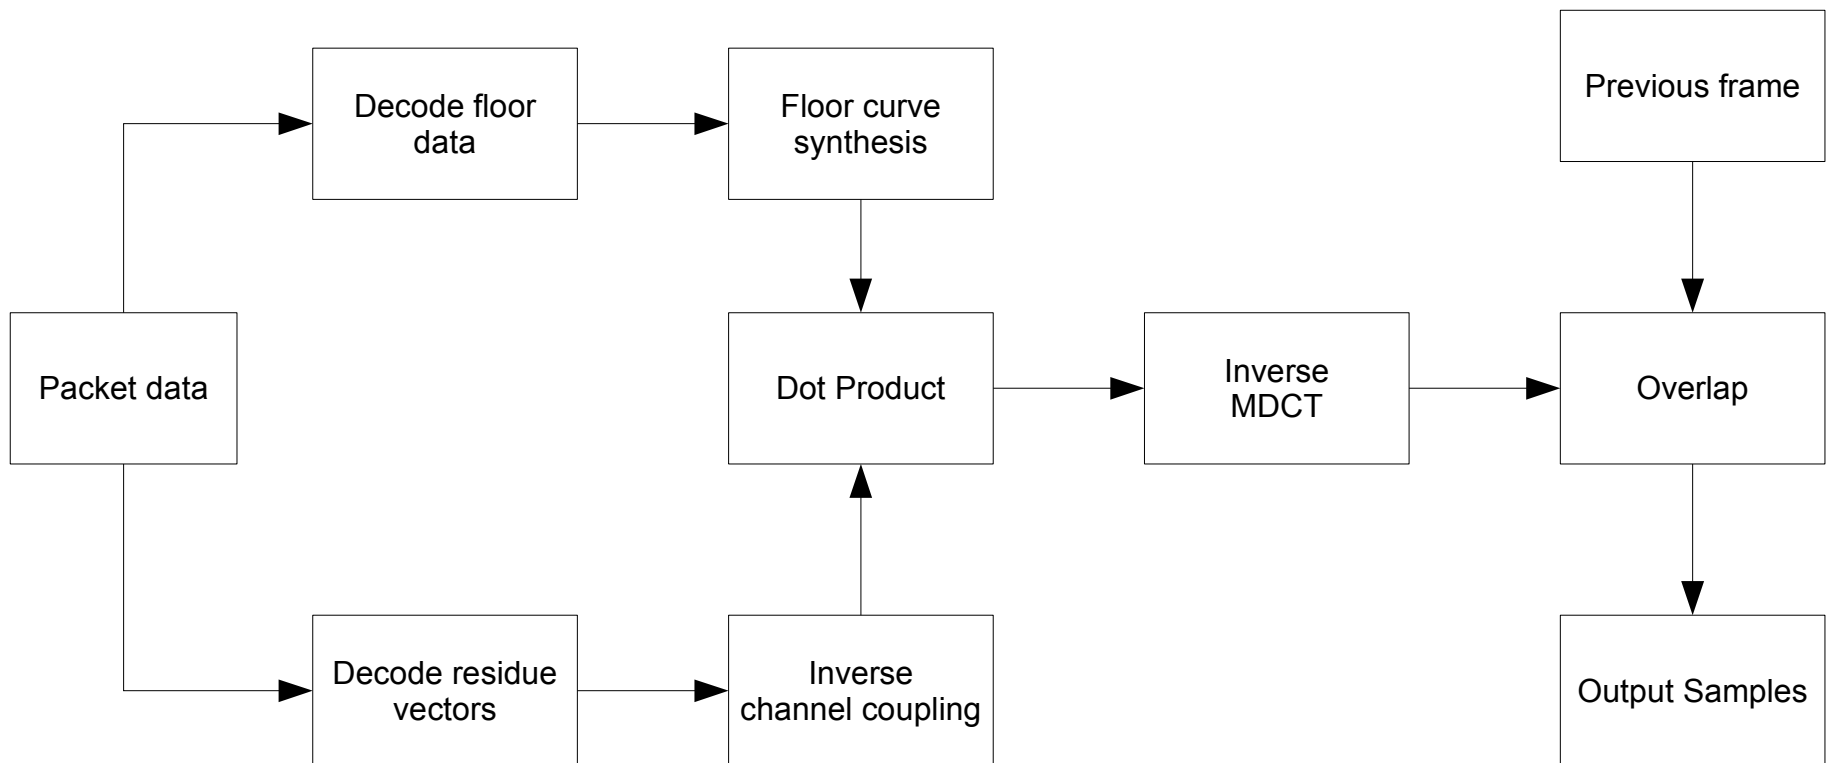 Previous frame
Decode floor
data
Floor curve
synthesis
Packet data
Dot Product
Inverse
MDCT
Overlap
Decode residue
vectors
Inverse
channel coupling
Output Samples